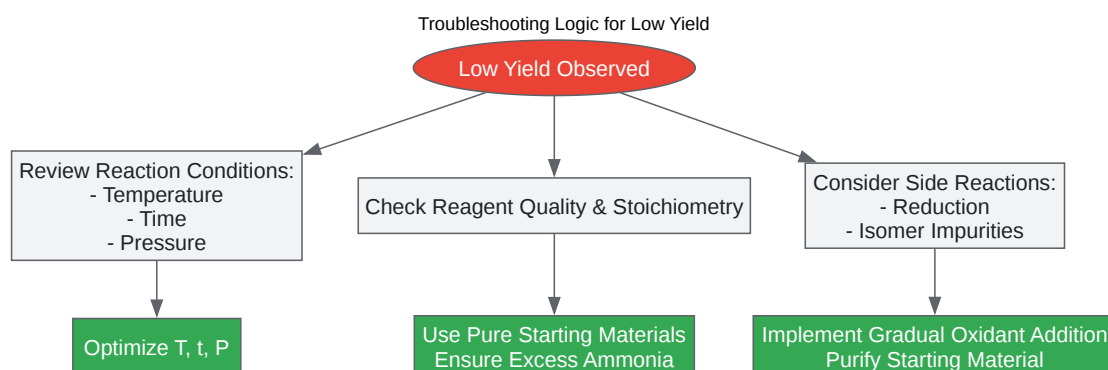 Troubleshooting Logic for Low Yield
Low Yield Observed
Review Reaction Conditions:
- Temperature
- Time
- Pressure
Check Reagent Quality & Stoichiometry
Consider Side Reactions:
- Reduction
- Isomer Impurities
Optimize T, t, P
Use Pure Starting Materials
Ensure Excess Ammonia
Implement Gradual Oxidant Addition
Purify Starting Material